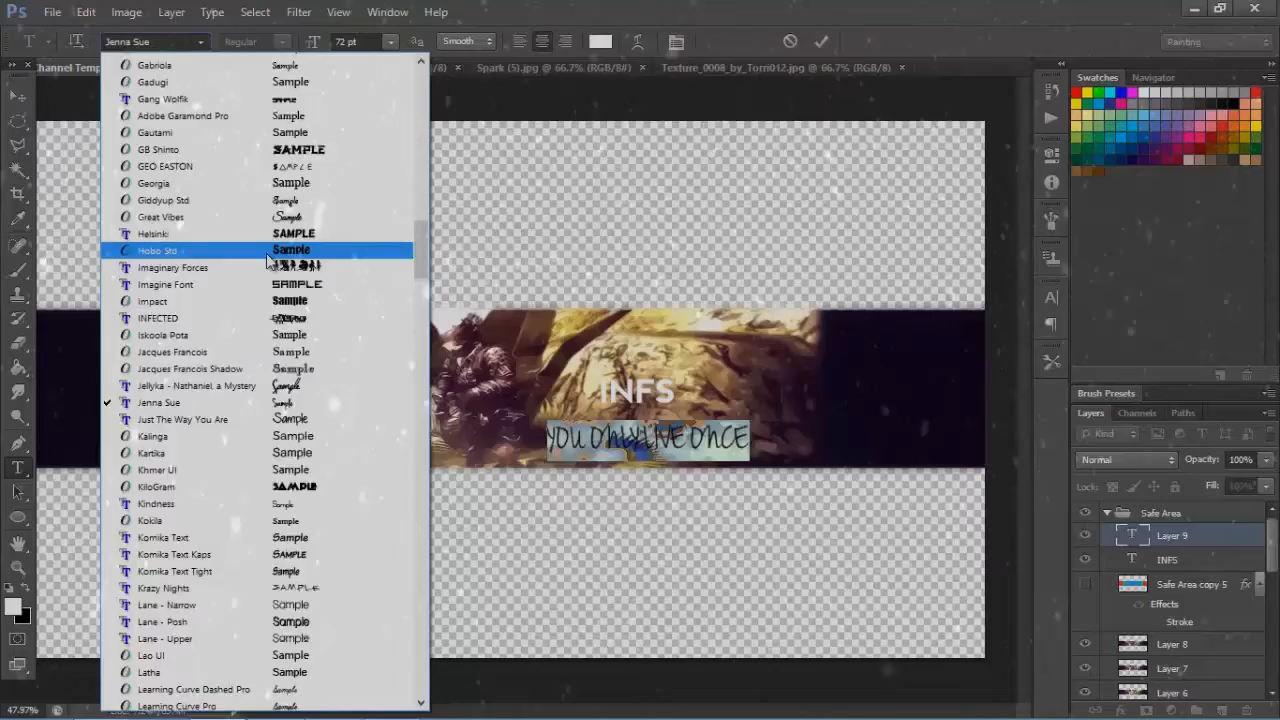 Ps File Edit Image Layer Type Select Filter View Window Help
Jenna Sue Regular 72 pt Smooth Painting
Spark (5).jpg @ 66.7% (RGB/8#) × Texture_0008_by_Torri012.jpg @ 66.7% (RGB/8) ×
Gabriola Sample
Gadugi Sample
Gang Wolfik
Adobe Garamond Pro Sample
Gautami Sample
GB Shinto SAMPLE
GEO EASTON SAMPLE
Georgia Sample
Giddyup Std Sample
Great Vibes Sample
Helsinki SAMPLE
Hobo Std Sample
Imaginary Forces
Imagine Font SAMPLE
Impact Sample
INFECTED
Iskoola Pota Sample
Jacques Francois Sample
Jacques Francois Shadow Sample
Jellyka - Nathaniel, a Mystery Sample
Jenna Sue Sample
Just The Way You Are Sample
Kalinga Sample
Kartika Sample
Khmer UI Sample
KiloGram SAMPLE
Kindness Sample
Kokila Sample
Komika Text Sample
Komika Text Kaps SAMPLE
Komika Text Tight Sample
Krazy Nights SAMPLE
Lane - Narrow Sample
Lane - Posh Sample
Lane - Upper Sample
Lao UI Sample
Latha Sample
Learning Curve Dashed Pro Sample
Learning Curve Pro Sample
INFS
YOU ONLY LIVE ONCE
Swatches Navigator
Brush Presets
Layers Channels Paths
Kind
Normal Opacity: 100%
Lock: Fill: 100%
Safe Area
Layer 9
INFS
Safe Area copy 5 fx
Effects
Stroke
Layer 8
Layer 7
Layer 6
47.97%